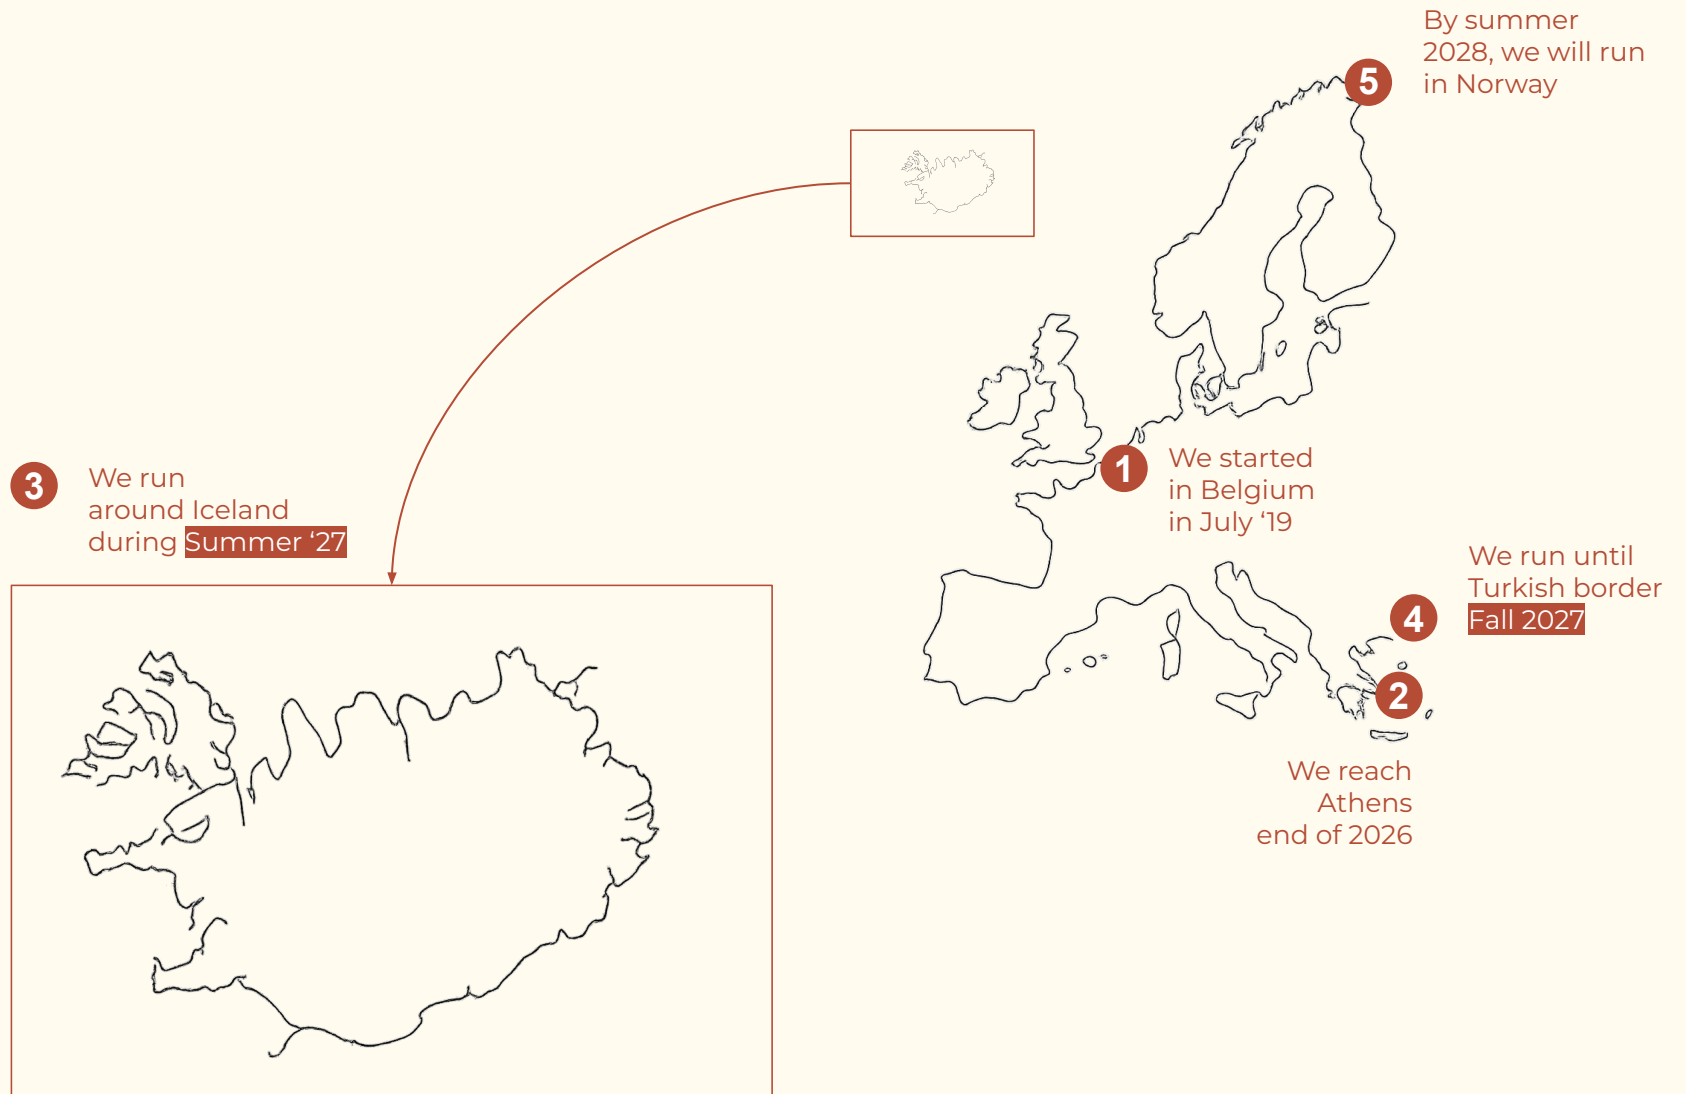 5
By summer
2028, we will run
in Norway
1
We started
in Belgium
in July ‘19
3
We run
around Iceland
during Summer ‘27
4
We run until
Turkish border
Fall 2027
2
We reach
Athens
end of 2026